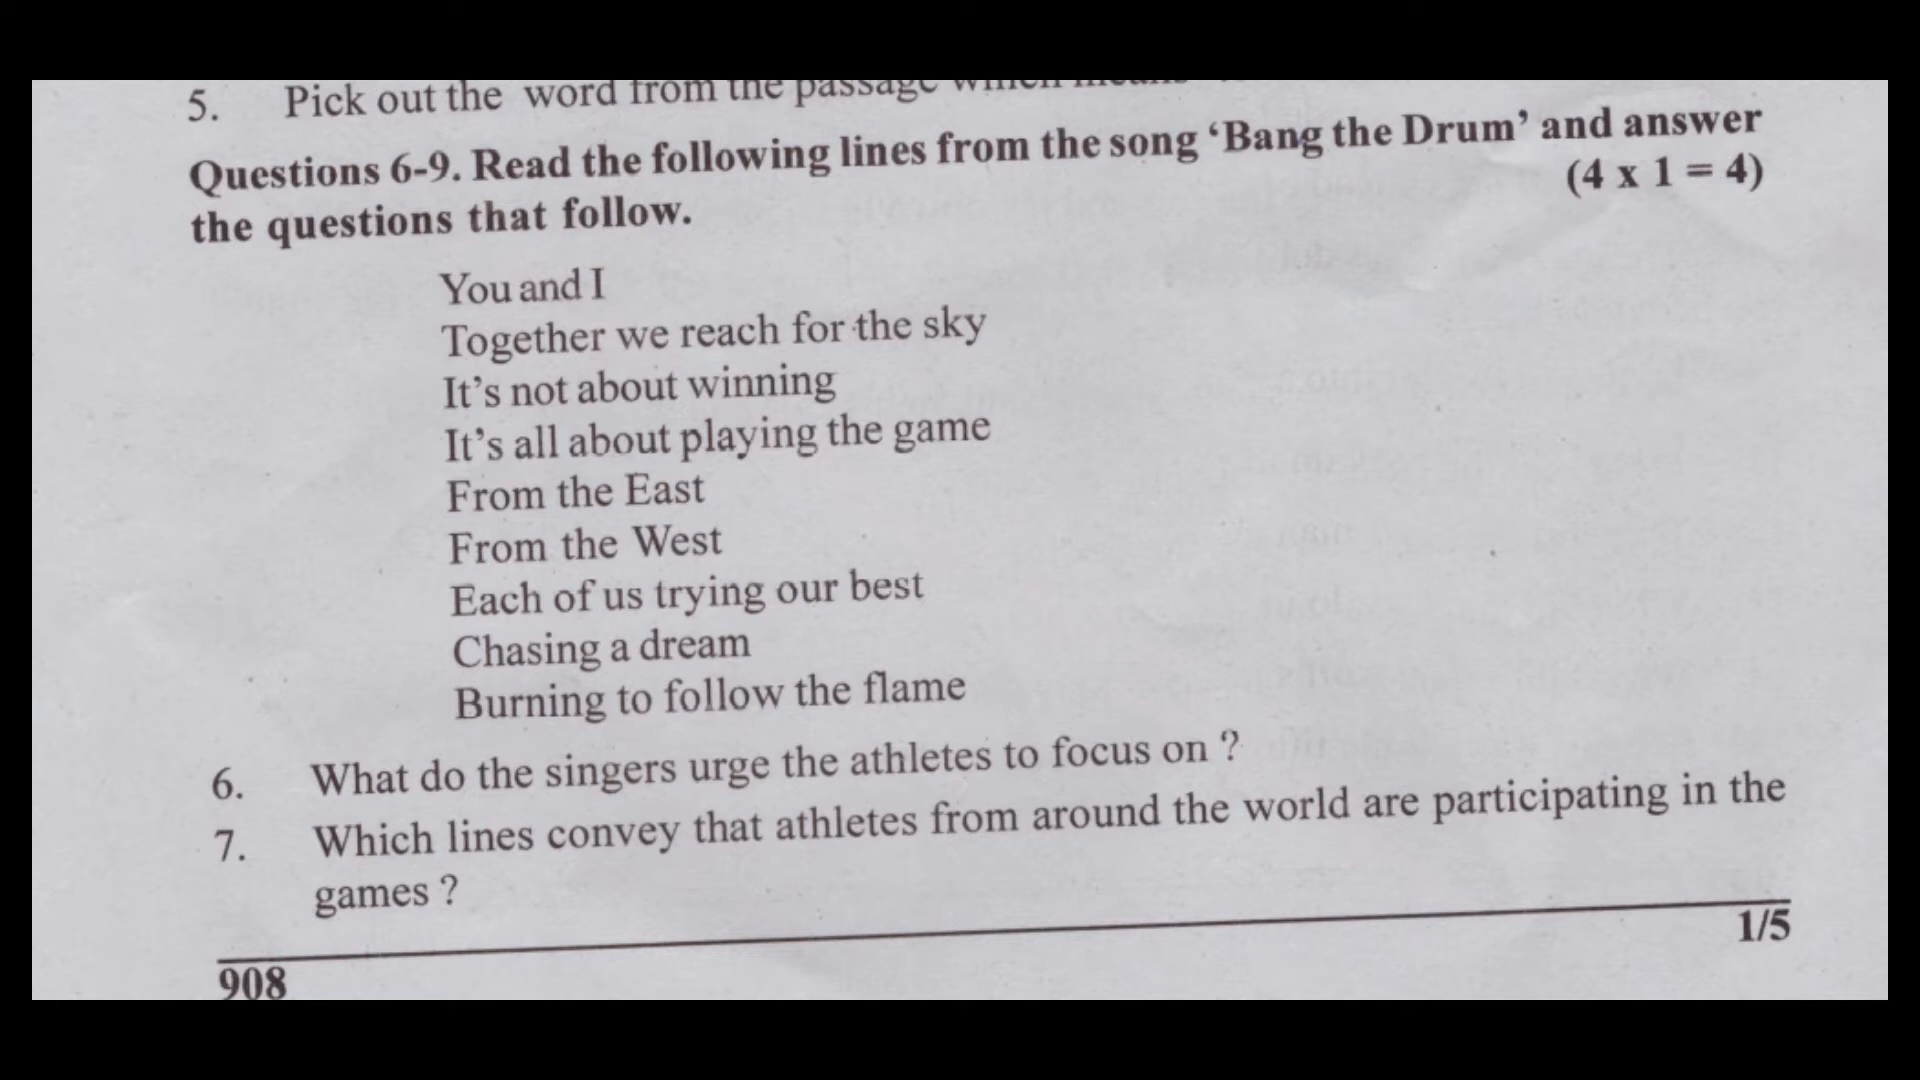 5. Pick out the word from the passage which means
Questions 6-9. Read the following lines from the song ‘Bang the Drum’ and answer
the questions that follow. (4 x 1 = 4)
You and I
Together we reach for the sky
It’s not about winning
It’s all about playing the game
From the East
From the West
Each of us trying our best
Chasing a dream
Burning to follow the flame
6. What do the singers urge the athletes to focus on ?
7. Which lines convey that athletes from around the world are participating in the
games ?
908 1/5